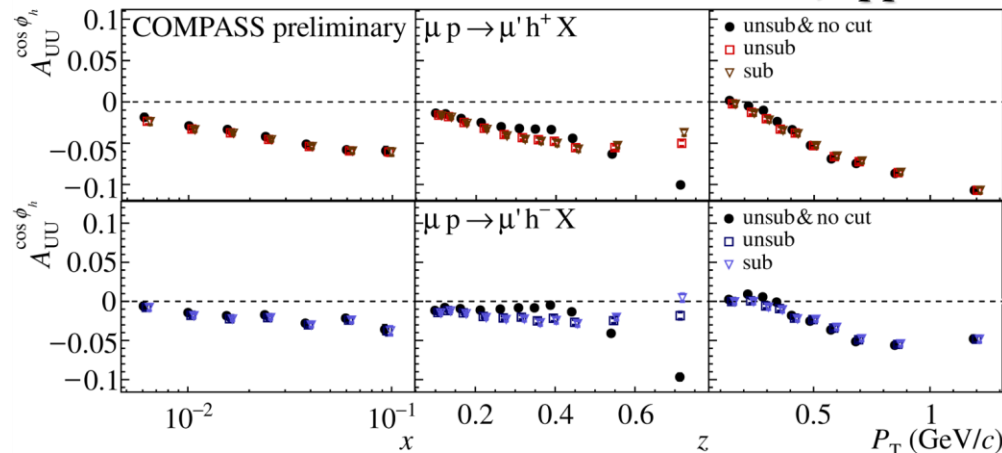 COMPASS preliminary
μ p → μ' h⁺ X
unsub & no cut
unsub
sub
A_UU^cos ϕ_h
0.1
0.05
0
−0.05
−0.1
μ p → μ' h⁻ X
unsub & no cut
unsub
sub
A_UU^cos ϕ_h
0.1
0.05
0
−0.05
−0.1
10⁻² 10⁻¹ 0.2 0.4 0.6 0.5 1
x z P_T (GeV/c)